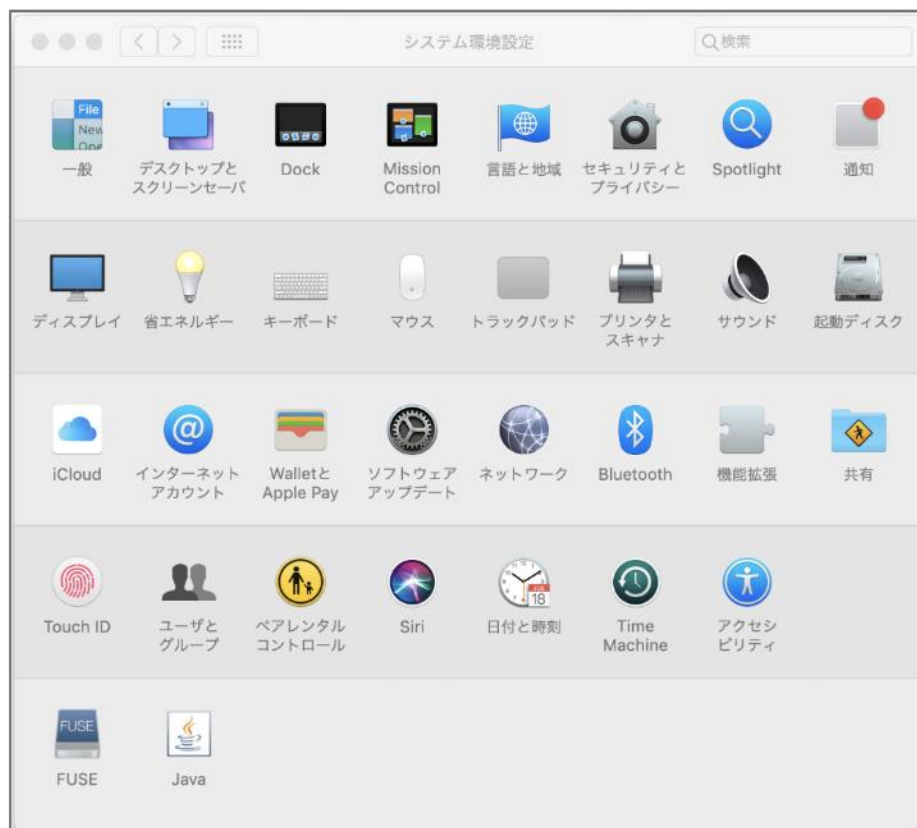 システム環境設定
検索
File
New
Ope
一般
デスクトップと
スクリーンセーバ
Dock
Mission
Control
言語と地域
セキュリティと
プライバシー
Spotlight
通知
ディスプレイ
省エネルギー
キーボード
マウス
トラックパッド
プリンタと
スキャナ
サウンド
起動ディスク
iCloud
インターネット
アカウント
Walletと
Apple Pay
ソフトウェア
アップデート
ネットワーク
Bluetooth
機能拡張
共有
Touch ID
ユーザと
グループ
ペアレンタル
コントロール
Siri
AUG
18
日付と時刻
Time
Machine
アクセシ
ビリティ
FUSE
FUSE
Java